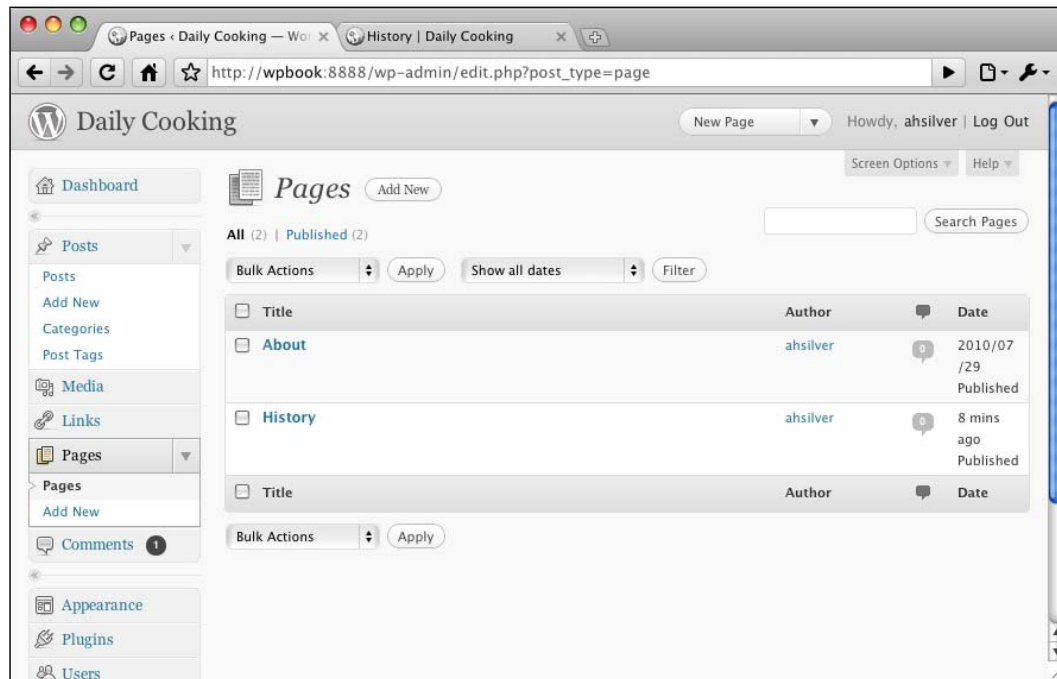 Pages ‹ Daily Cooking — Wor
History | Daily Cooking
http://wpbook:8888/wp-admin/edit.php?post_type=page
Daily Cooking
New Page
Howdy, ahsilver | Log Out
Screen Options
Help
Dashboard
Posts
Posts
Add New
Categories
Post Tags
Media
Links
Pages
Pages
Add New
Comments 1
Appearance
Plugins
Users
Pages Add New
All (2) | Published (2)
Search Pages
Bulk Actions Apply Show all dates Filter
Title Author Date
About ahsilver 0 2010/07
/29
Published
History ahsilver 0 8 mins
ago
Published
Title Author Date
Bulk Actions Apply